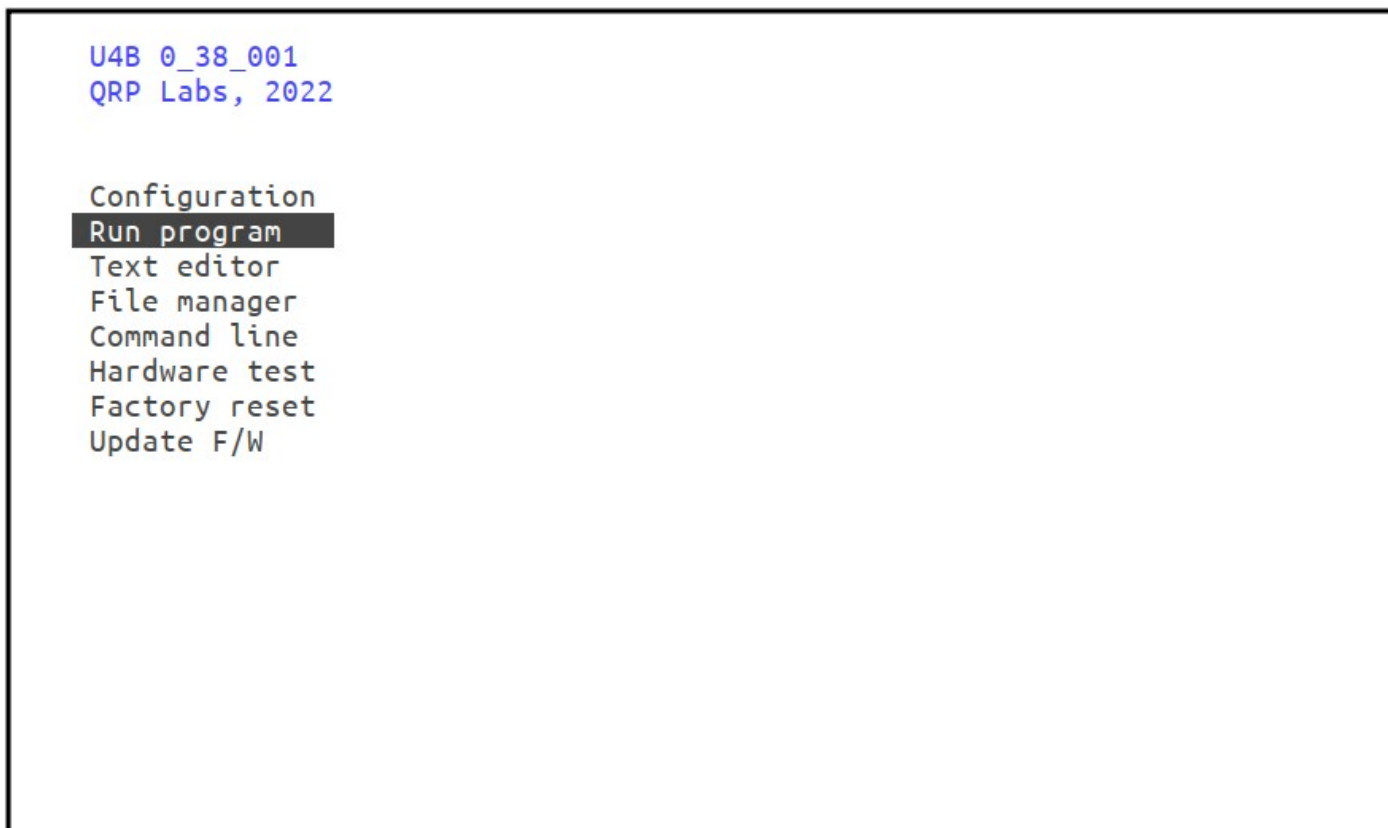 U4B 0_38_001
QRP Labs, 2022
Configuration
Run program
Text editor
File manager
Command line
Hardware test
Factory reset
Update F/W